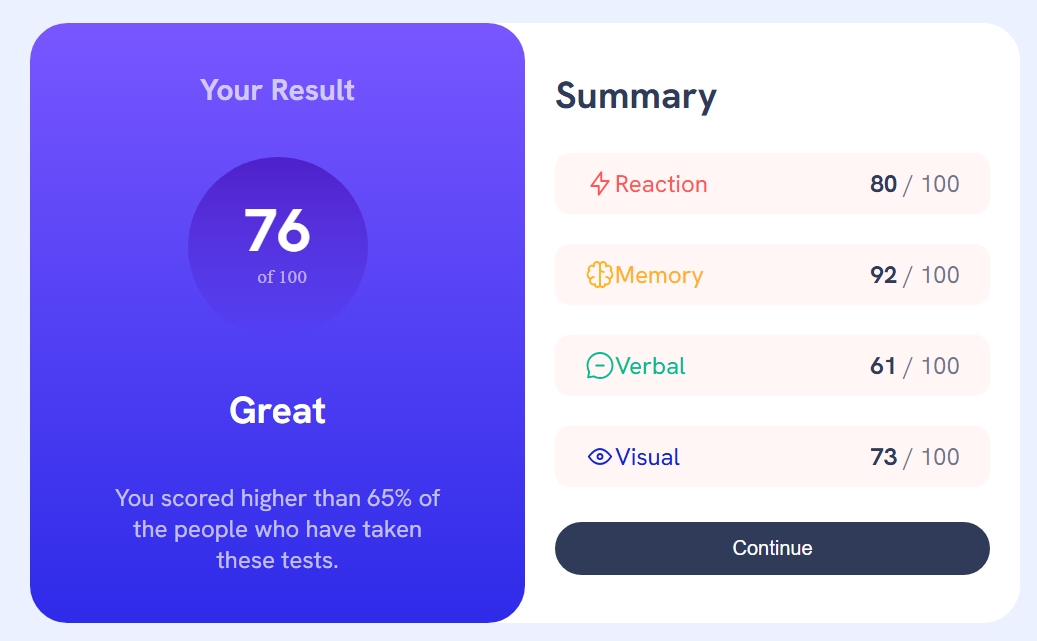 Your Result
76
of 100
Great
You scored higher than 65% of
the people who have taken
these tests.
Summary
Reaction 80 / 100
Memory 92 / 100
Verbal 61 / 100
Visual 73 / 100
Continue